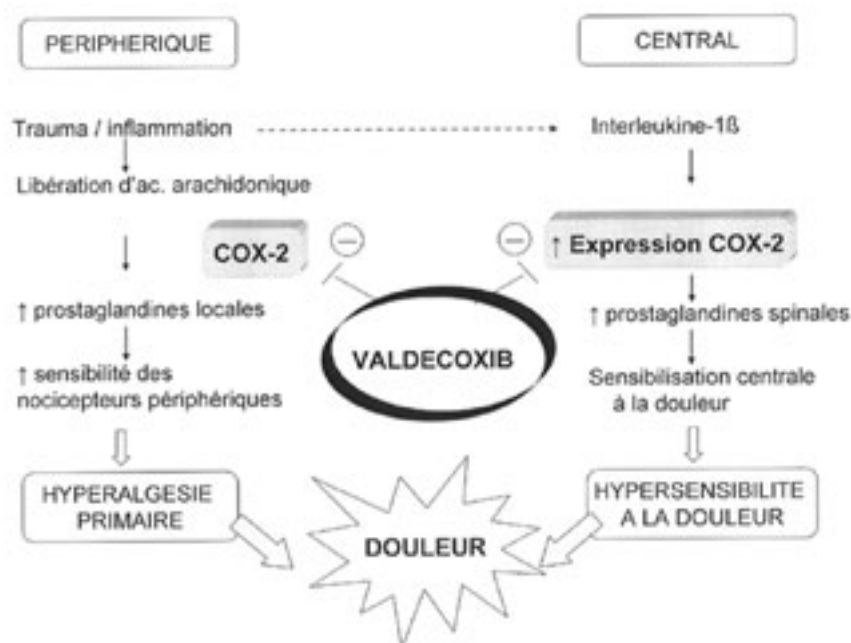 PERIPHERIQUE
CENTRAL
Trauma / inflammation
Interleukine-1ß
Libération d'ac. arachidonique
COX-2
↑ Expression COX-2
↑ prostaglandines locales
↑ prostaglandines spinales
VALDECOXIB
↑ sensibilité des
nocicepteurs périphériques
Sensibilisation centrale
à la douleur
HYPERALGESIE
PRIMAIRE
HYPERSENSIBILITE
A LA DOULEUR
DOULEUR